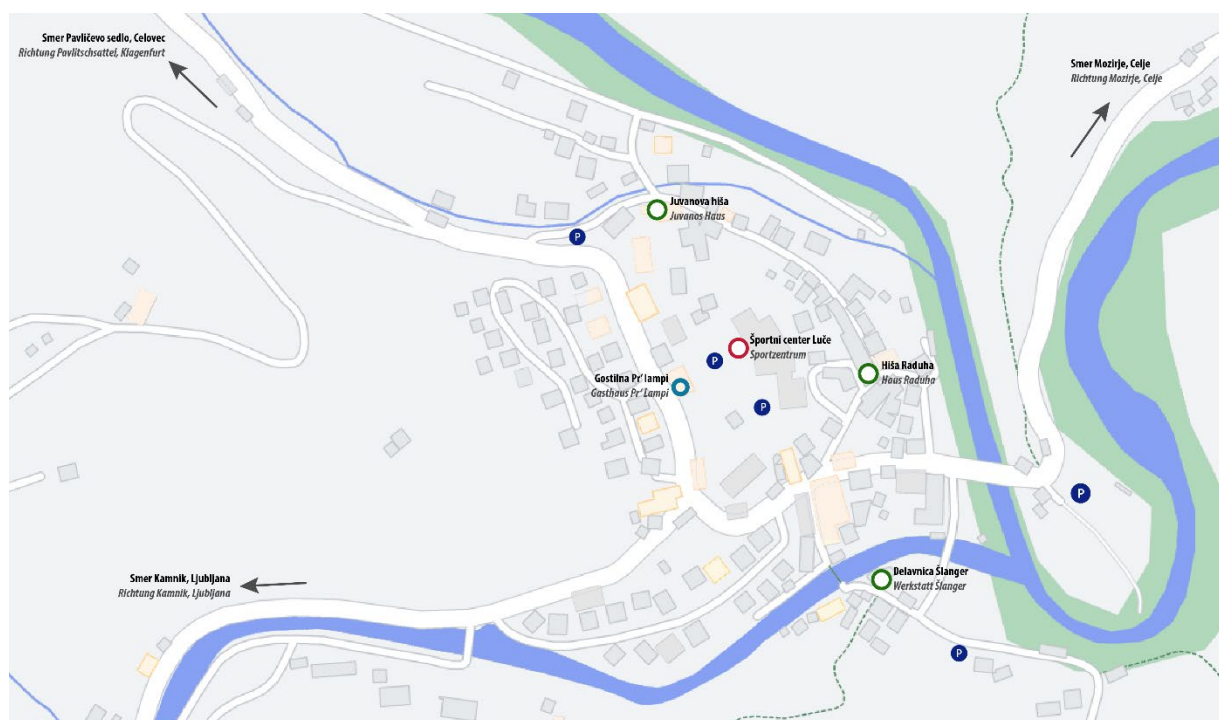 Smer Pavličevo sedlo, Celovec
Richtung Pavlitschsattel, Klagenfurt
Smer Mozirje, Celje
Richtung Mozirje, Celje
Juvanova hiša
Juvanos Haus
P
Športni center Luče
Sportzentrum
P
Hiša Raduha
Haus Raduha
Gostilna Pr' lampi
Gasthaus Pr' Lampi
P
P
Smer Kamnik, Ljubljana
Richtung Kamnik, Ljubljana
Delavnica Šlanger
Werkstatt Šlanger
P